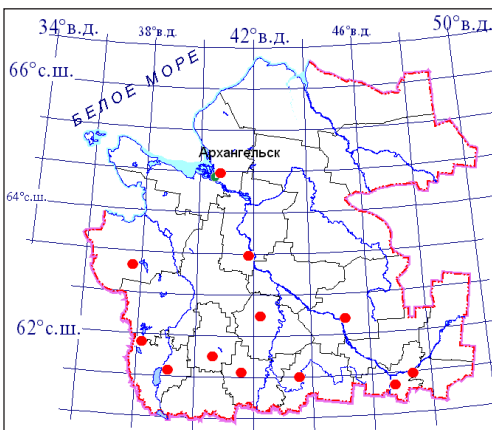 34°в.д.
38°в.д.
42°в.д.
46°в.д.
50°в.д.
66°с.ш.
БЕЛОЕ МОРЕ
Архангельск
64°с.ш.
62°с.ш.